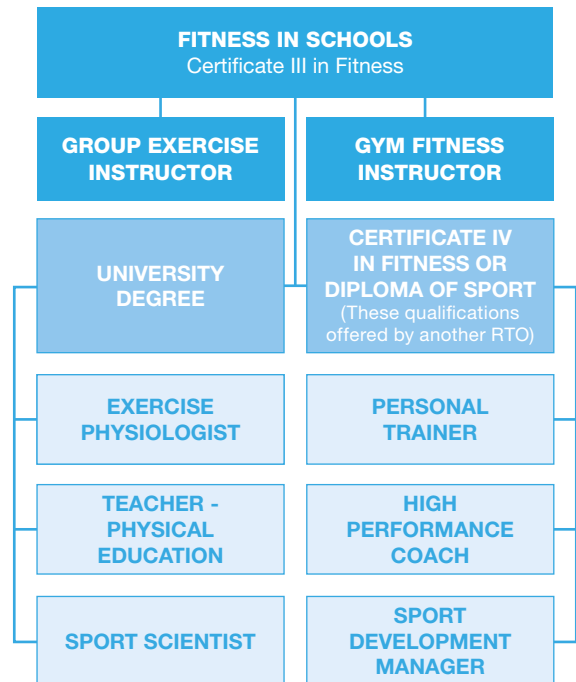 FITNESS IN SCHOOLS
Certificate III in Fitness
GROUP EXERCISE
INSTRUCTOR
GYM FITNESS
INSTRUCTOR
UNIVERSITY
DEGREE
CERTIFICATE IV
IN FITNESS OR
DIPLOMA OF SPORT
(These qualifications
offered by another RTO)
EXERCISE
PHYSIOLOGIST
PERSONAL
TRAINER
TEACHER -
PHYSICAL
EDUCATION
HIGH
PERFORMANCE
COACH
SPORT SCIENTIST
SPORT
DEVELOPMENT
MANAGER